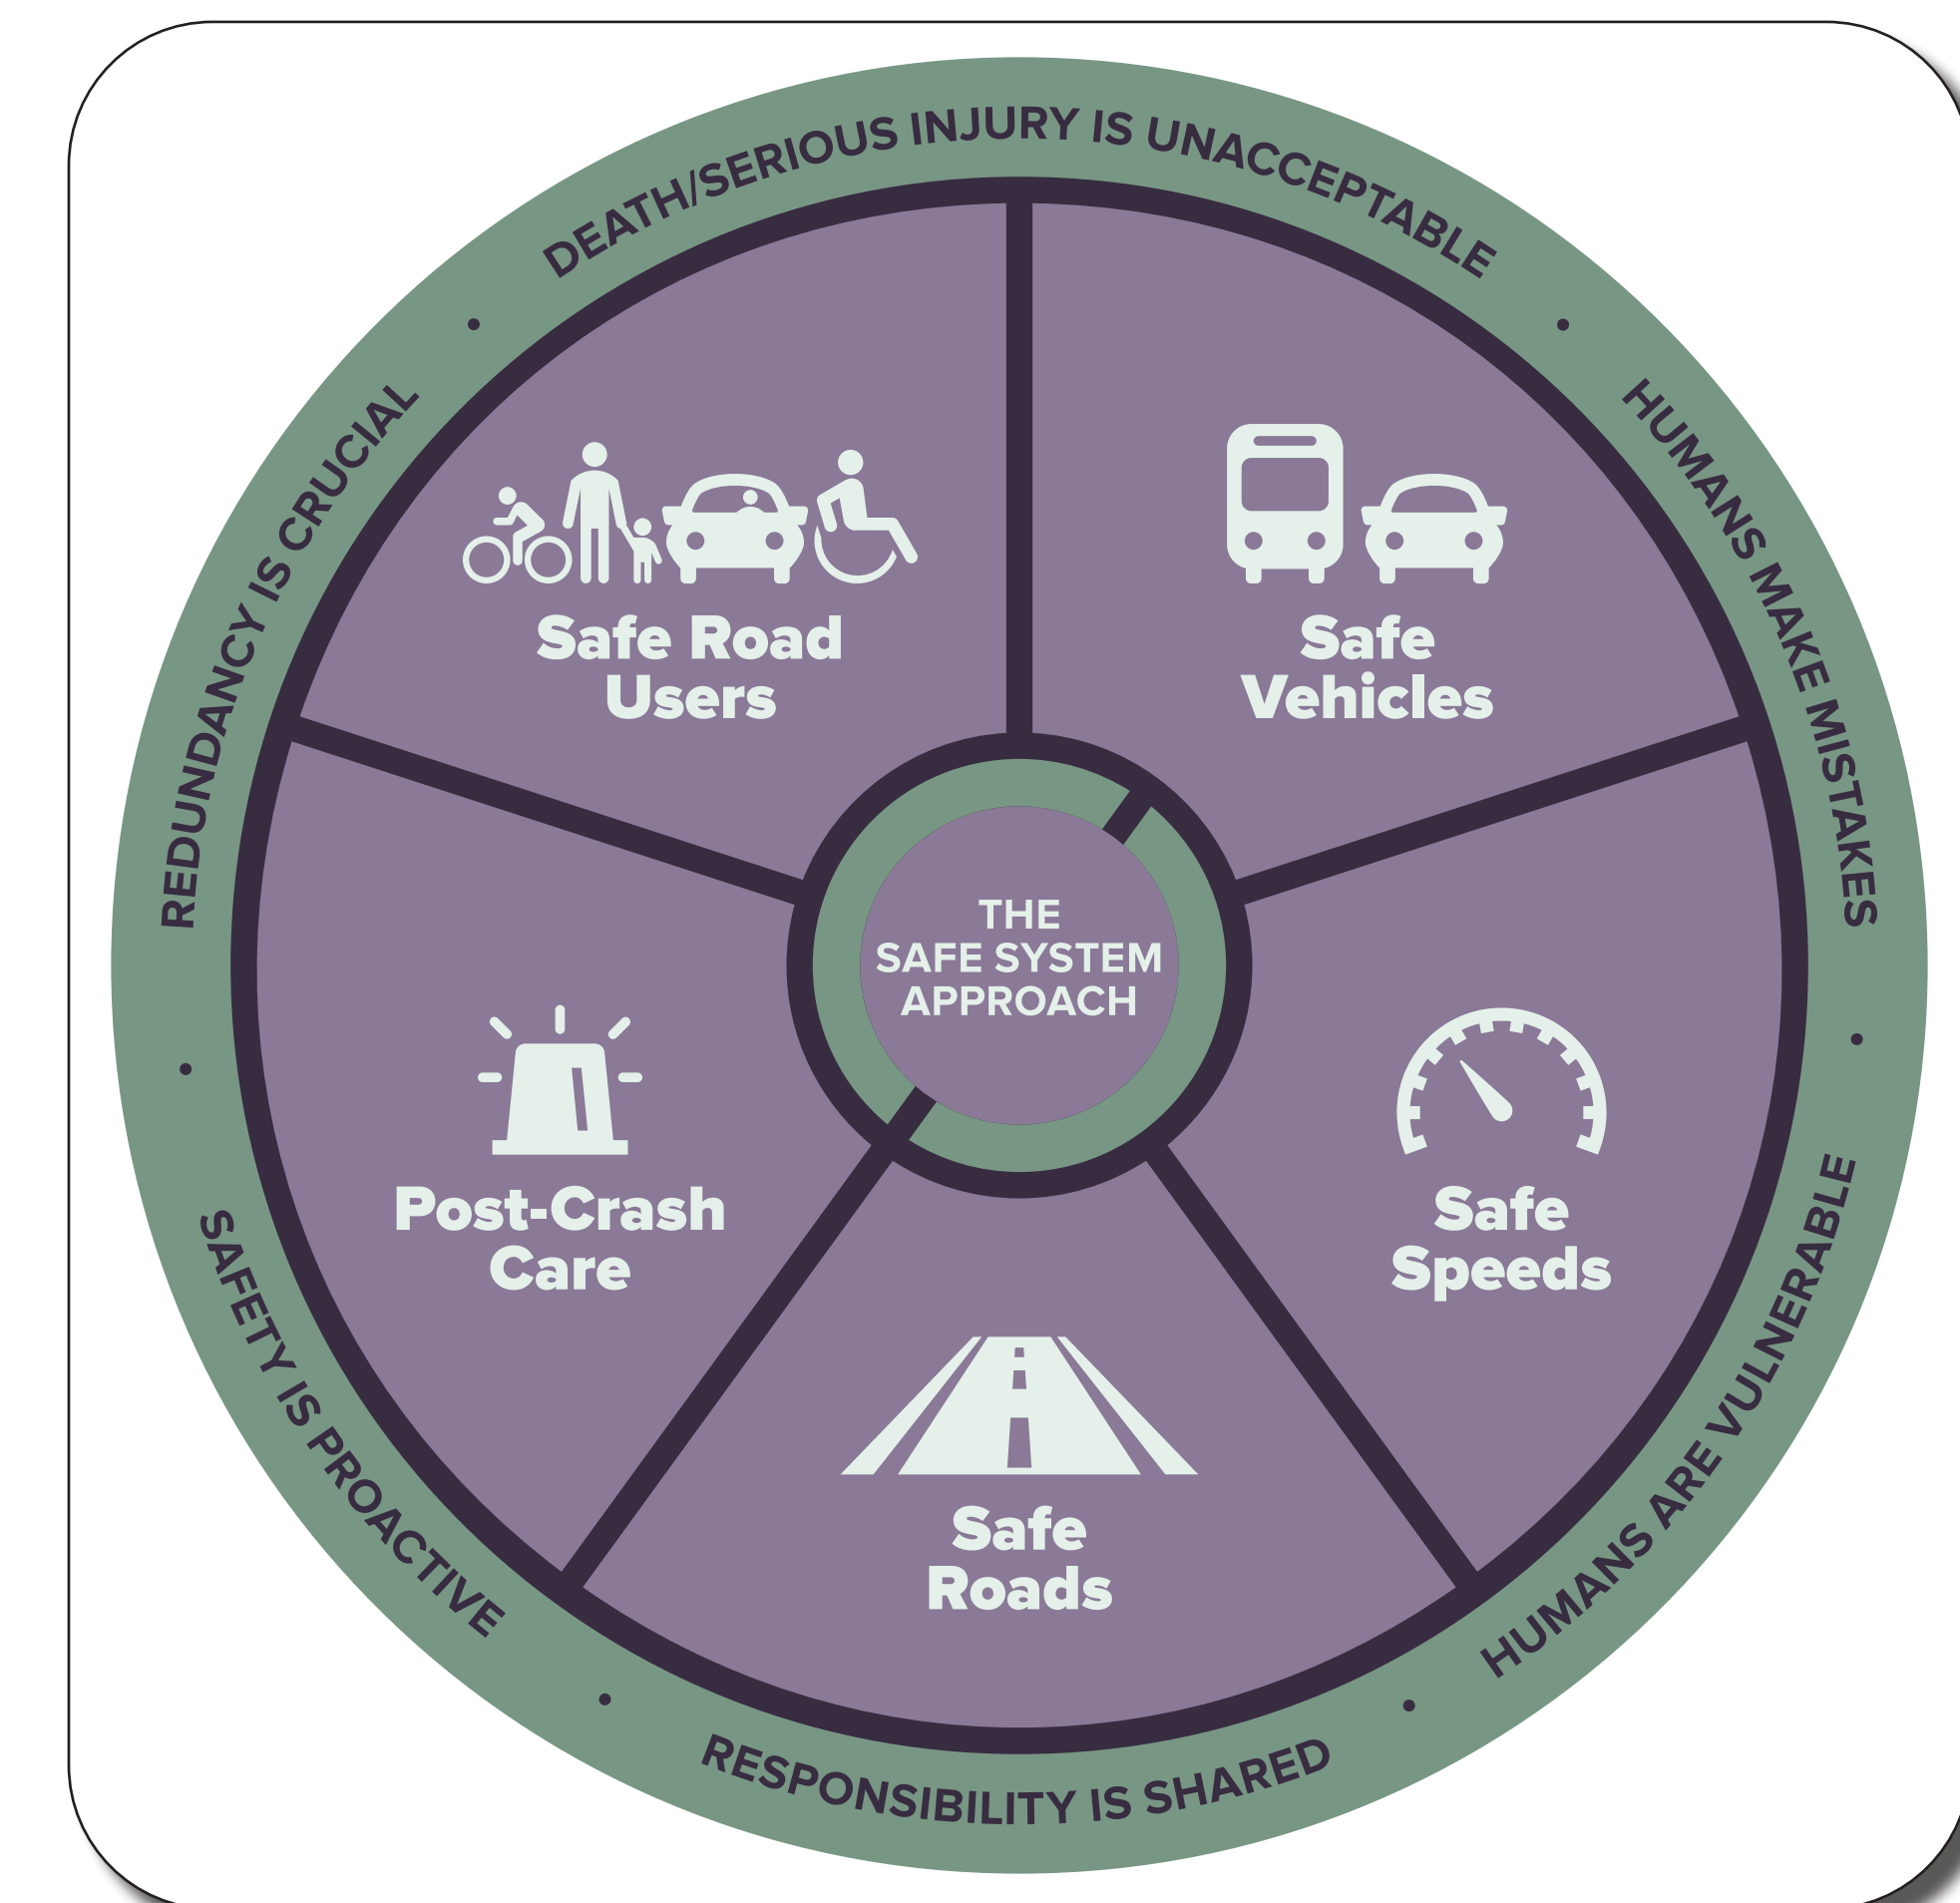 DEATH/SERIOUS INJURY IS UNACCEPTABLE
HUMANS MAKE MISTAKES
HUMANS ARE VULNERABLE
RESPONSIBILITY IS SHARED
SAFETY IS PROACTIVE
REDUNDANCY IS CRUCIAL
Safe Road
Users
Safe
Vehicles
THE
SAFE SYSTEM
APPROACH
Post-Crash
Care
Safe
Speeds
Safe
Roads